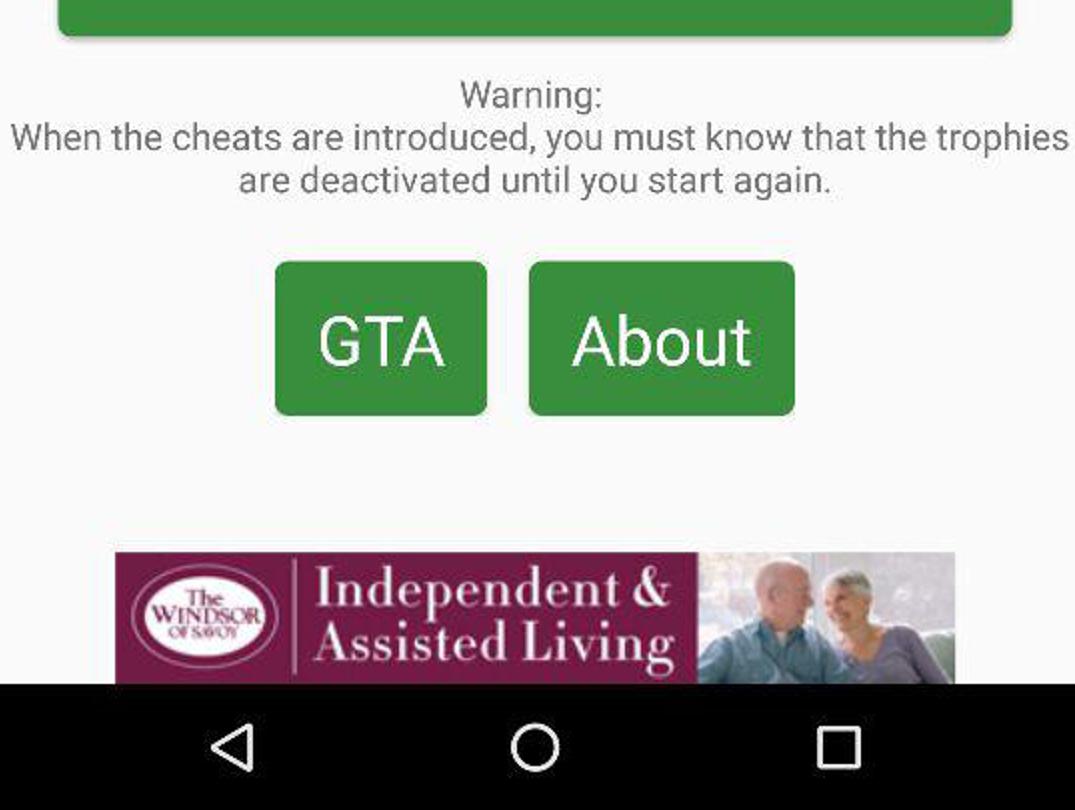 Warning:
When the cheats are introduced, you must know that the trophies
are deactivated until you start again.
GTA
About
The
WINDSOR
OF SAVOY
Independent &
Assisted Living